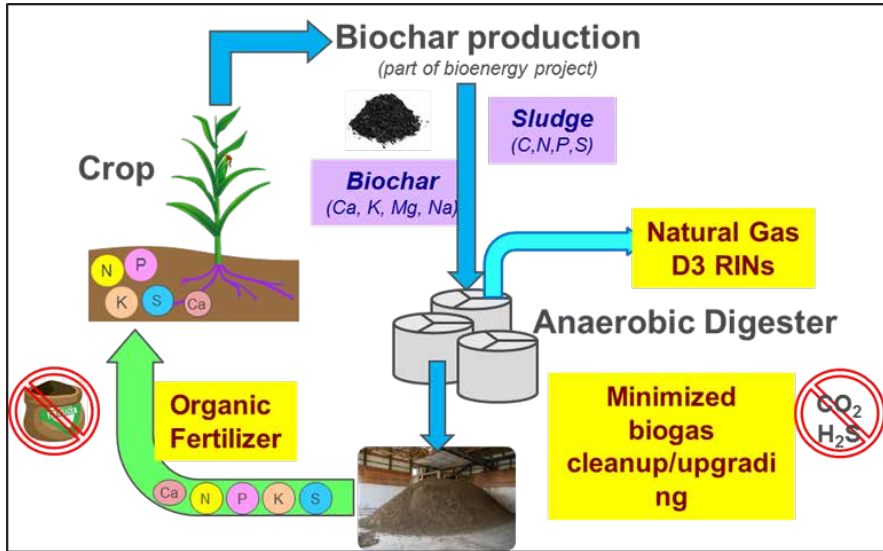 Biochar production
(part of bioenergy project)
Sludge
(C,N,P,S)
Crop
Biochar
(Ca, K, Mg, Na)
Natural Gas
D3 RINs
N
P
K
S
Ca
Anaerobic Digester
Organic
Fertilizer
Minimized
biogas
cleanup/upgradi
ng
CO2
H2S
Ca
N
P
K
S